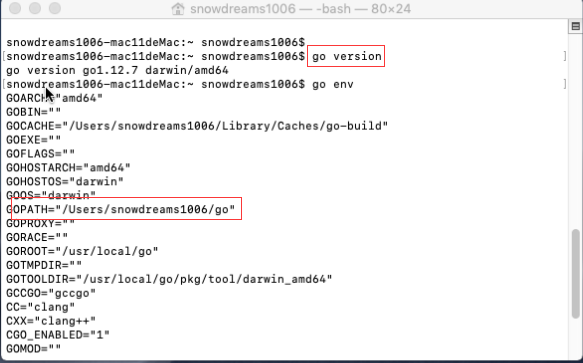 snowdreams1006 — -bash — 80×24
snowdreams1006-mac11deMac:~ snowdreams1006$
[snowdreams1006-mac11deMac:~ snowdreams1006$ go version ]
go version go1.12.7 darwin/amd64
[snowdreams1006-mac11deMac:~ snowdreams1006$ go env ]
GOARCH="amd64"
GOBIN=""
GOCACHE="/Users/snowdreams1006/Library/Caches/go-build"
GOEXE=""
GOFLAGS=""
GOHOSTARCH="amd64"
GOHOSTOS="darwin"
GOOS="darwin"
GOPATH="/Users/snowdreams1006/go"
GOPROXY=""
GORACE=""
GOROOT="/usr/local/go"
GOTMPDIR=""
GOTOOLDIR="/usr/local/go/pkg/tool/darwin_amd64"
GCCGO="gccgo"
CC="clang"
CXX="clang++"
CGO_ENABLED="1"
GOMOD=""